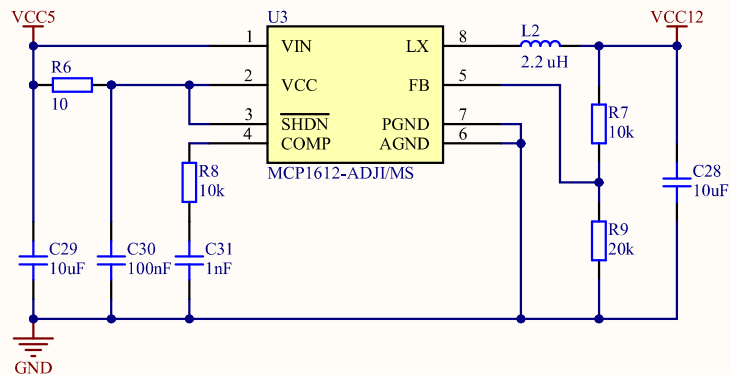 VCC5
U3
VCC12
1
VIN
LX
8
L2
2.2 uH
R6
10
2
VCC
FB
5
3
SHDN
PGND
7
4
COMP
AGND
6
R7
10k
MCP1612-ADJI/MS
R8
10k
C28
10uF
R9
20k
C29
10uF
C30
100nF
C31
1nF
GND